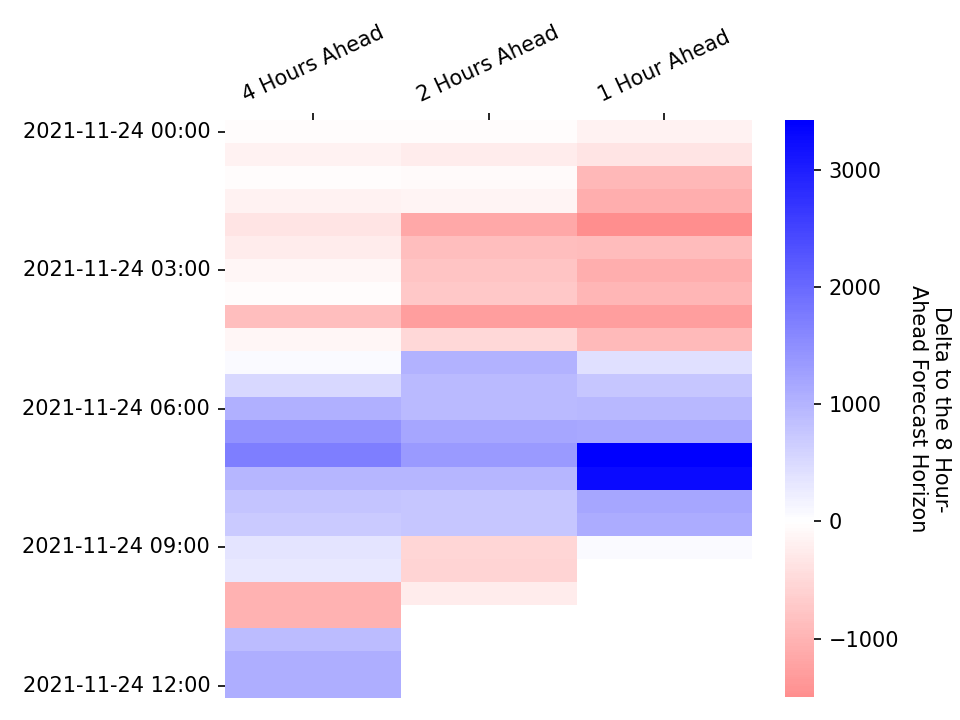 4 Hours Ahead
2 Hours Ahead
1 Hour Ahead
2021-11-24 00:00
2021-11-24 03:00
2021-11-24 06:00
2021-11-24 09:00
2021-11-24 12:00
3000
2000
1000
0
−1000
Delta to the 8 Hour-
Ahead Forecast Horizon